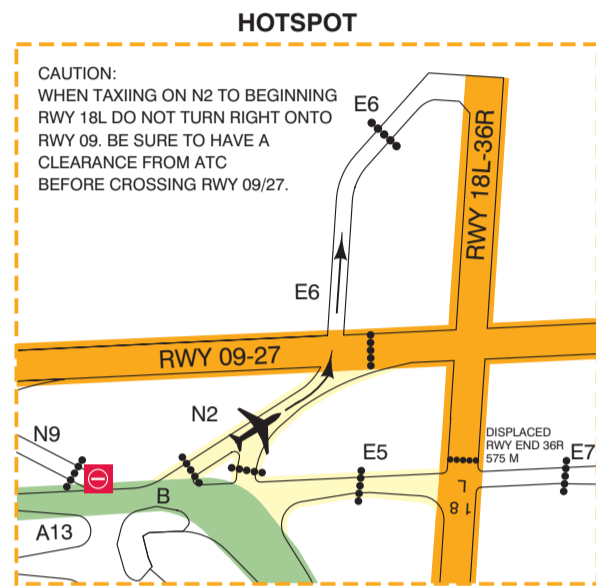 HOTSPOT
CAUTION:
WHEN TAXIING ON N2 TO BEGINNING
RWY 18L DO NOT TURN RIGHT ONTO
RWY 09. BE SURE TO HAVE A
CLEARANCE FROM ATC
BEFORE CROSSING RWY 09/27.
E6
RWY 18L-36R
E6
RWY 09-27
N2
N9
DISPLACED
RWY END 36R
575 M
E5
E7
B
L
18
A13